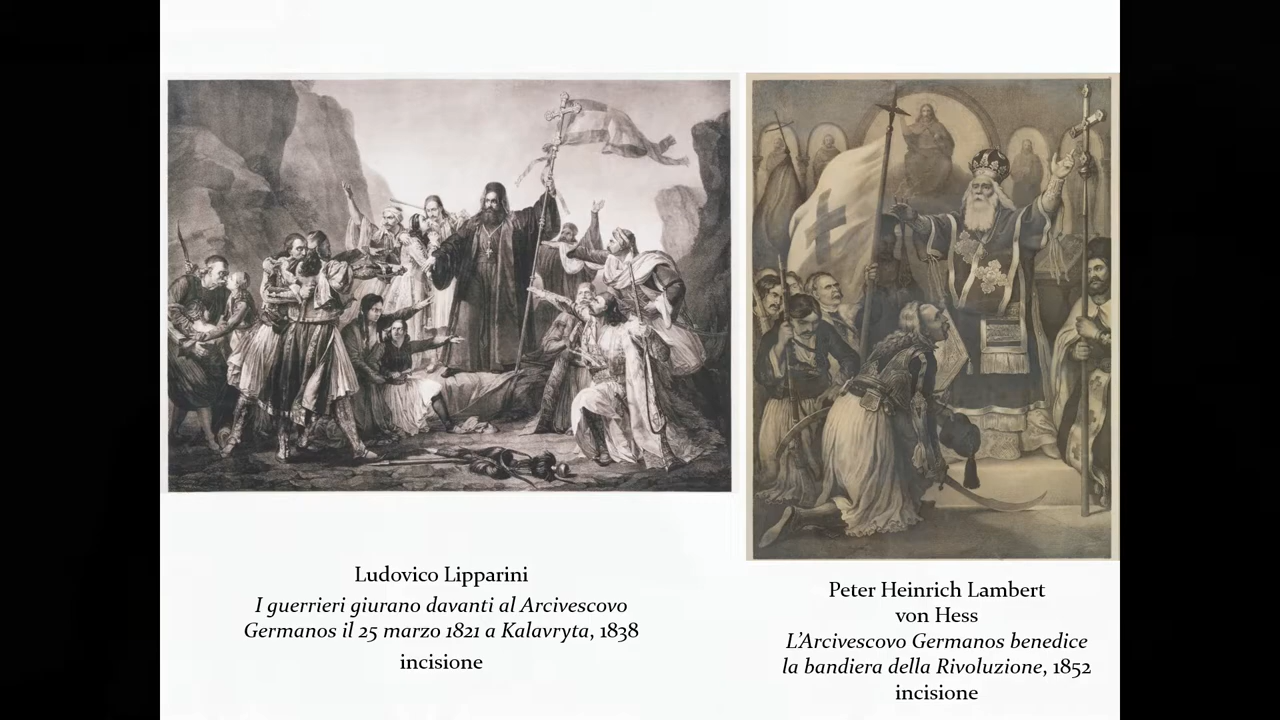 Ludovico Lipparini
I guerrieri giurano davanti al Arcivescovo
Germanos il 25 marzo 1821 a Kalavryta, 1838
incisione
Peter Heinrich Lambert
von Hess
L’Arcivescovo Germanos benedice
la bandiera della Rivoluzione, 1852
incisione